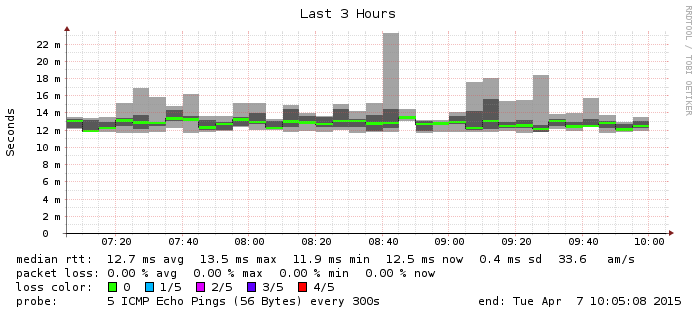 Last 3 Hours
RRDTOOL / TOBI OETIKER
Seconds
22 m
20 m
18 m
16 m
14 m
12 m
10 m
8 m
6 m
4 m
2 m
0
07:20 07:40 08:00 08:20 08:40 09:00 09:20 09:40 10:00
median rtt: 12.7 ms avg 13.5 ms max 11.9 ms min 12.5 ms now 0.4 ms sd 33.6 am/s
packet loss: 0.00 % avg 0.00 % max 0.00 % min 0.00 % now
loss color: 0 1/5 2/5 3/5 4/5
probe: 5 ICMP Echo Pings (56 Bytes) every 300s end: Tue Apr 7 10:05:08 2015